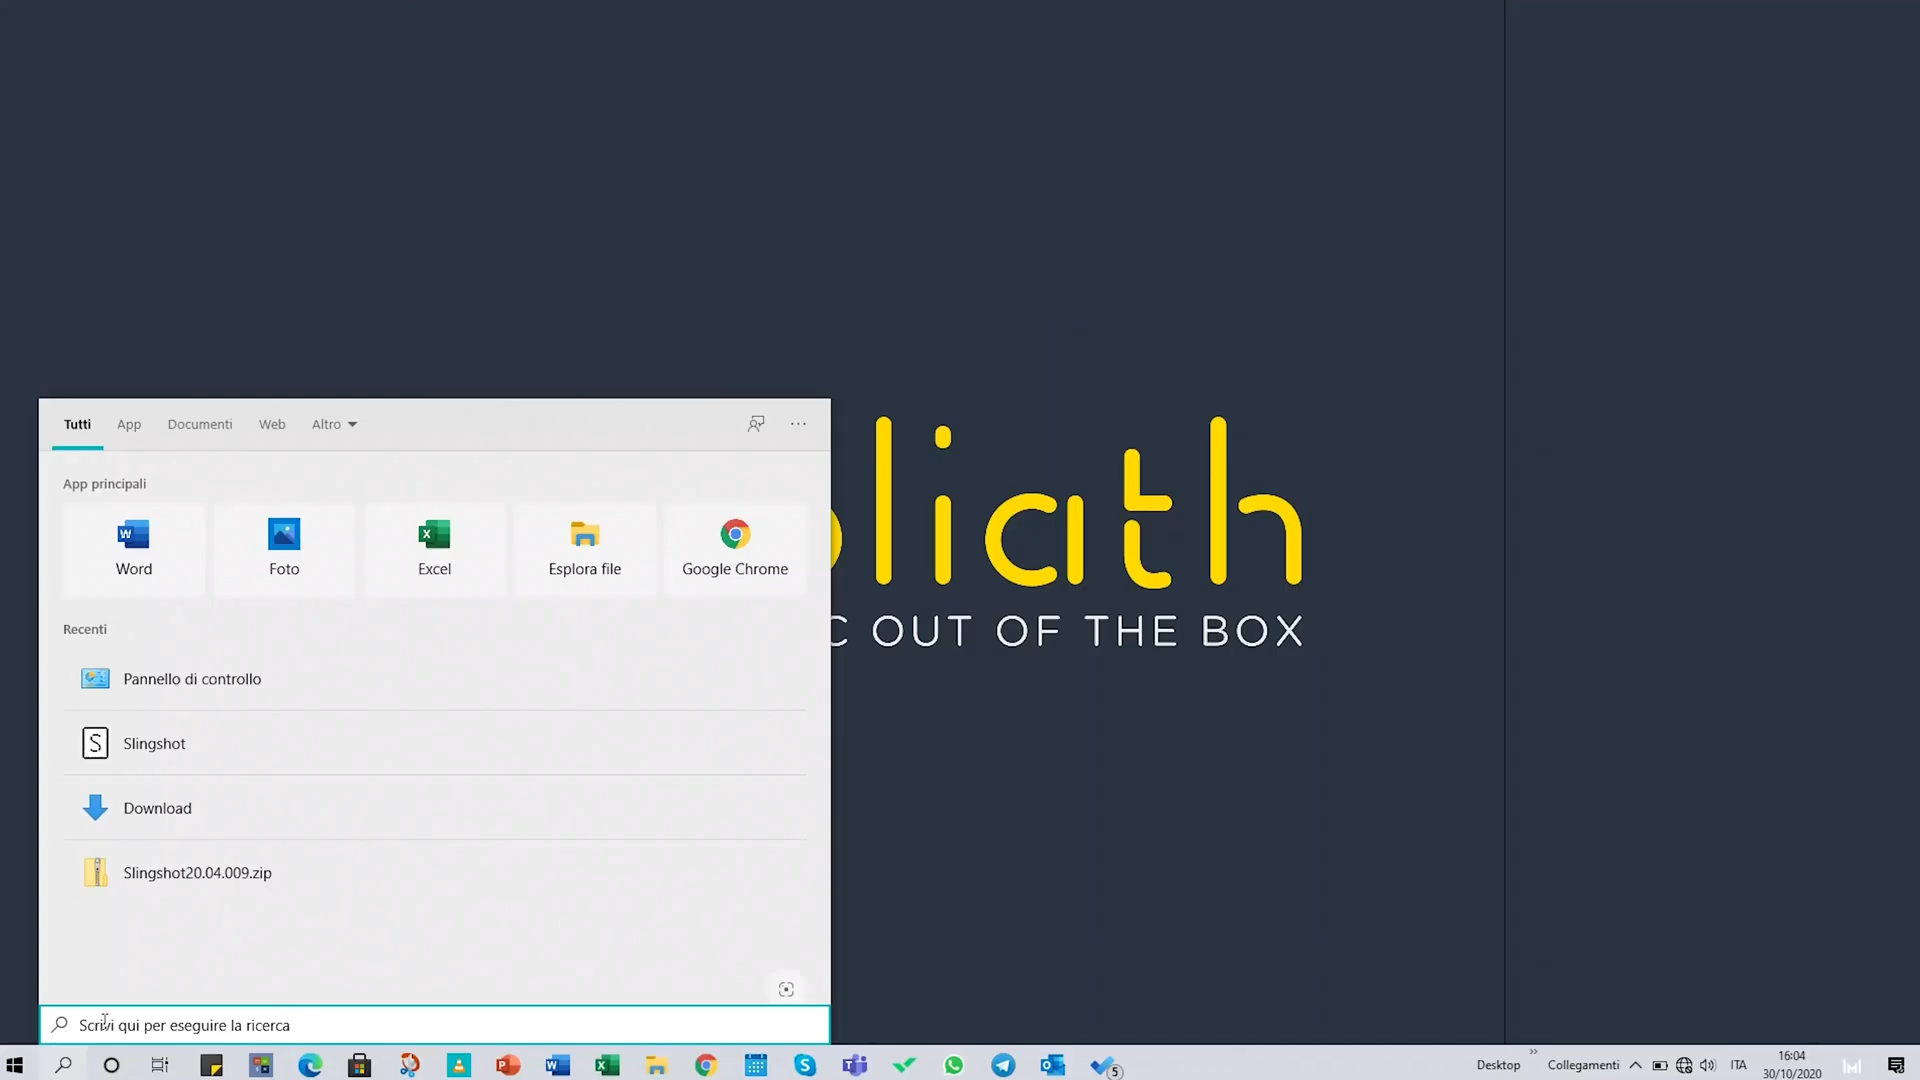 Tutti App Documenti Web Altro
App principali
Word Foto Excel Esplora file Google Chrome
Recenti
Pannello di controllo
Slingshot
Download
Slingshot20.04.009.zip
Scrivi qui per eseguire la ricerca
liath
C OUT OF THE BOX
5
Desktop
Collegamenti
ITA
16:04
30/10/2020